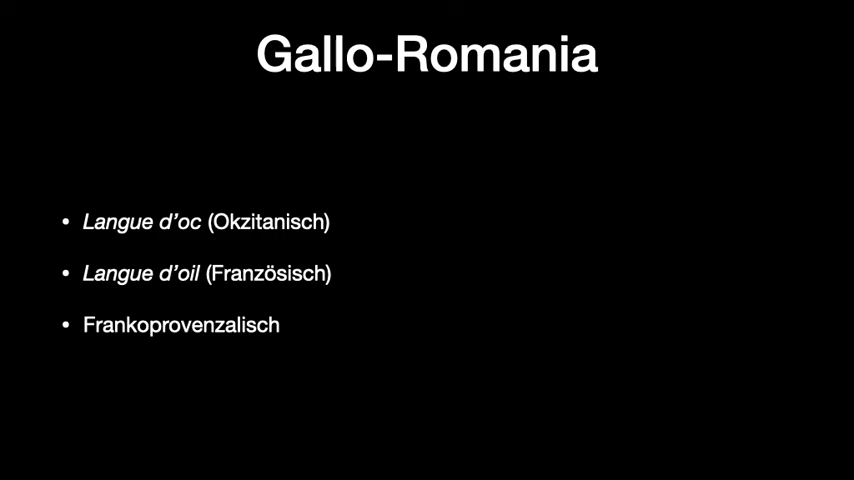 Gallo-Romania
• Langue d’oc (Okzitanisch)
• Langue d’oil (Französisch)
• Frankoprovenzalisch